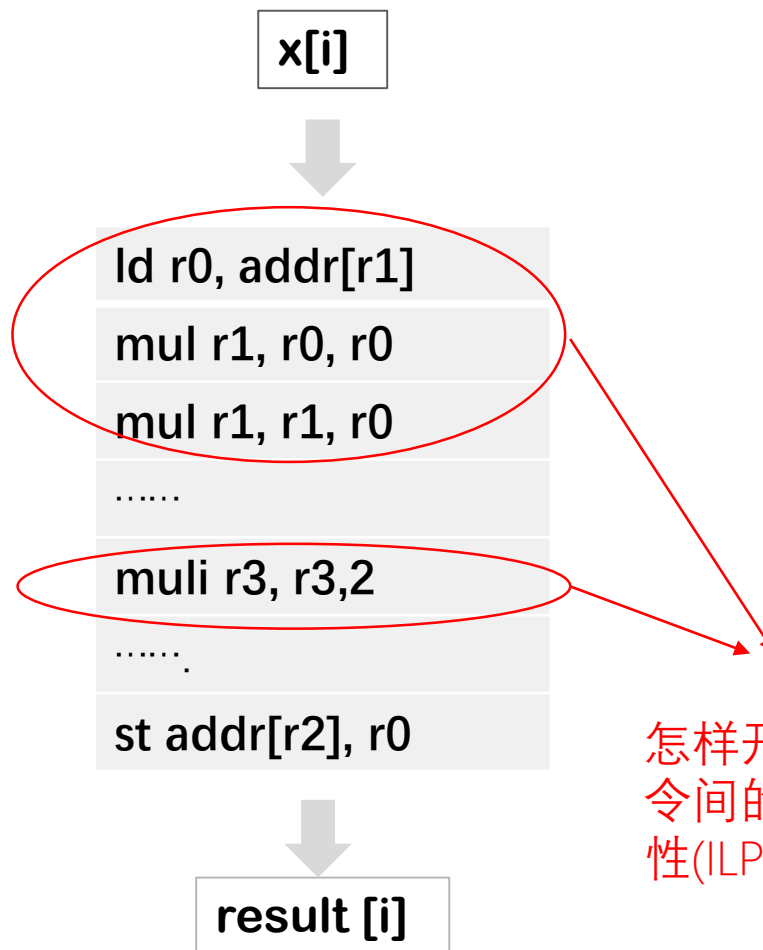 x[i]
ld r0, addr[r1]
mul r1, r0, r0
mul r1, r1, r0
......
muli r3, r3,2
.......
st addr[r2], r0
怎样
令间
性(ILP
result [i]